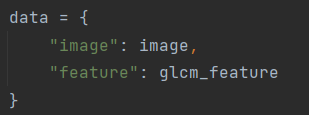 data = {
    "image": image,
    "feature": glcm_feature
}